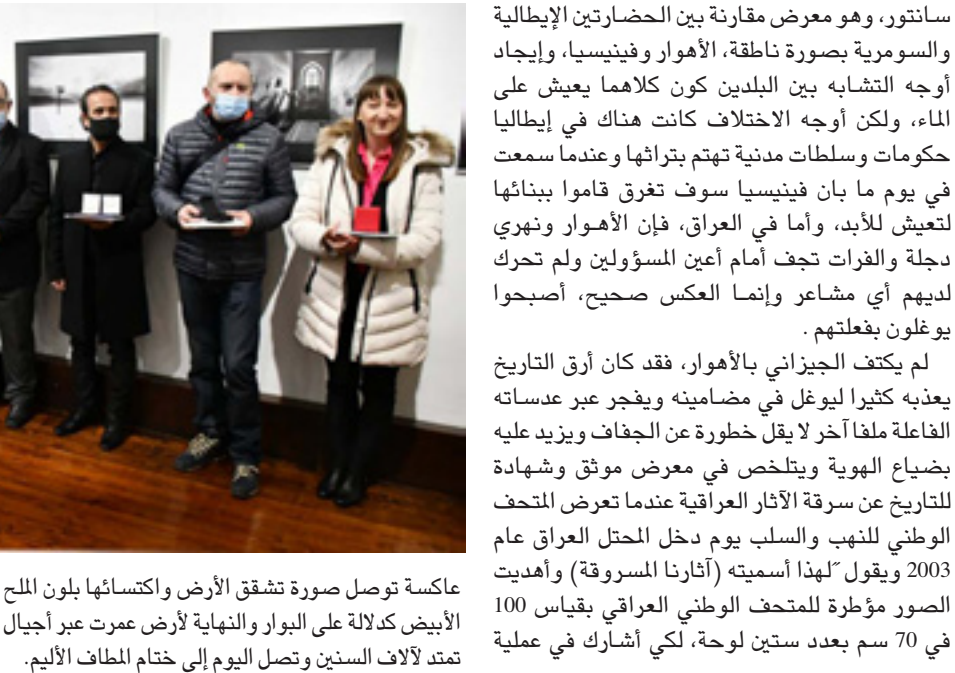 سانتور، وهو معرض مقارنة بين الحضارتين الإيطالية
والسومرية بصورة ناطقة، الأهوار وفينيسيا، وإيجاد
أوجه التشابه بين البلدين كون كلاهما يعيش على
الماء، ولكن أوجه الاختلاف كانت هناك في إيطاليا
حكومات وسلطات مدنية تهتم بتراثها وعندما سمعت
في يوم ما بان فينيسيا سوف تغرق قاموا ببنائها
لتعيش للأبد، وأما في العراق، فإن الأهوار ونهري
دجلة والفرات تجف أمام أعين المسؤولين ولم تحرك
لديهم أي مشاعر وإنما العكس صحيح، أصبحوا
يوغلون بفعلتهم .
لم يكتف الجيزاني بالأهوار، فقد كان أرق التاريخ
يعذبه كثيرا ليوغل في مضامينه ويفجر عبر عدساته
الفاعلة ملفا آخر لا يقل خطورة عن الجفاف ويزيد عليه
بضياع الهوية ويتلخص في معرض موثق وشهادة
للتاريخ عن سرقة الآثار العراقية عندما تعرض المتحف
الوطني للنهب والسلب يوم دخل المحتل العراق عام
2003 ويقول ”لهذا أسميته (آثارنا المسروقة) وأهديت
الصور مؤطرة للمتحف الوطني العراقي بقياس 100
في 70 سم بعدد ستين لوحة، لكي أشارك في عملية
عاكسة توصل صورة تشقق الأرض واكتسائها بلون الملح
الأبيض كدلالة على البوار والنهاية لأرض عمرت عبر أجيال
تمتد لآلاف السنين وتصل اليوم إلى ختام المطاف الأليم.